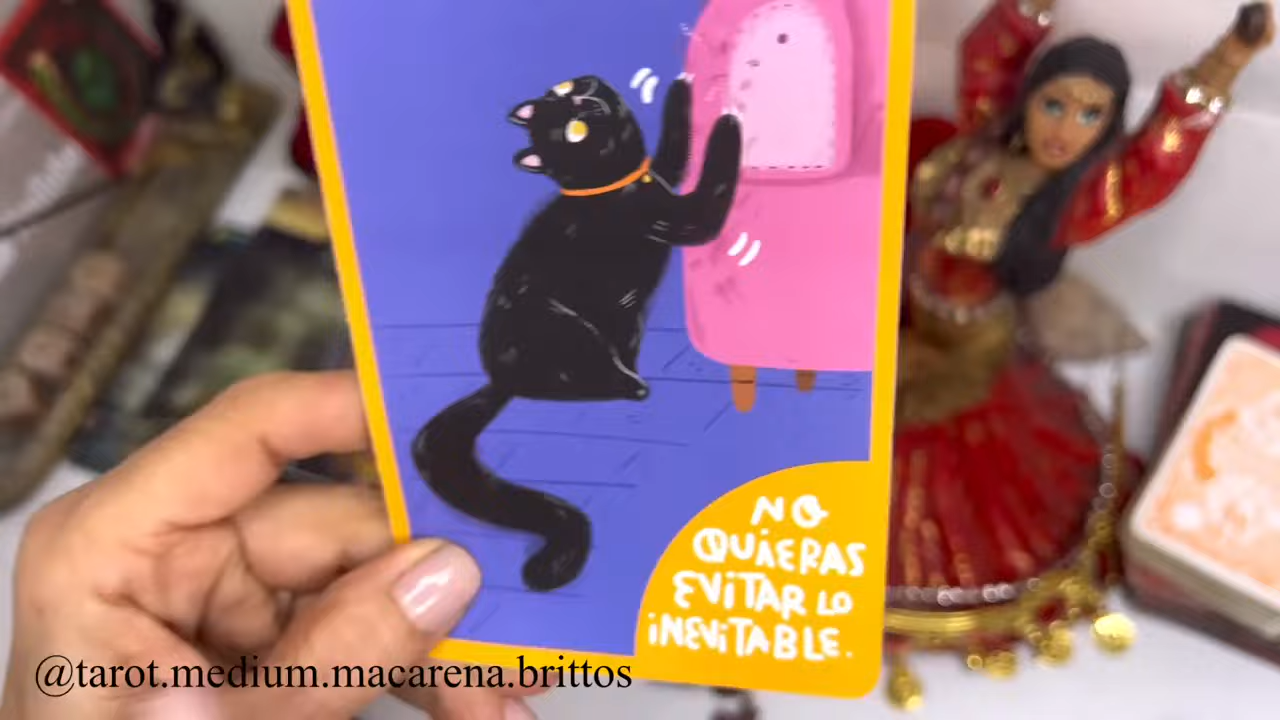 NO
QUIERAS
EVITAR LO
INEVITABLE.
@tarot.medium.macarena.brittos